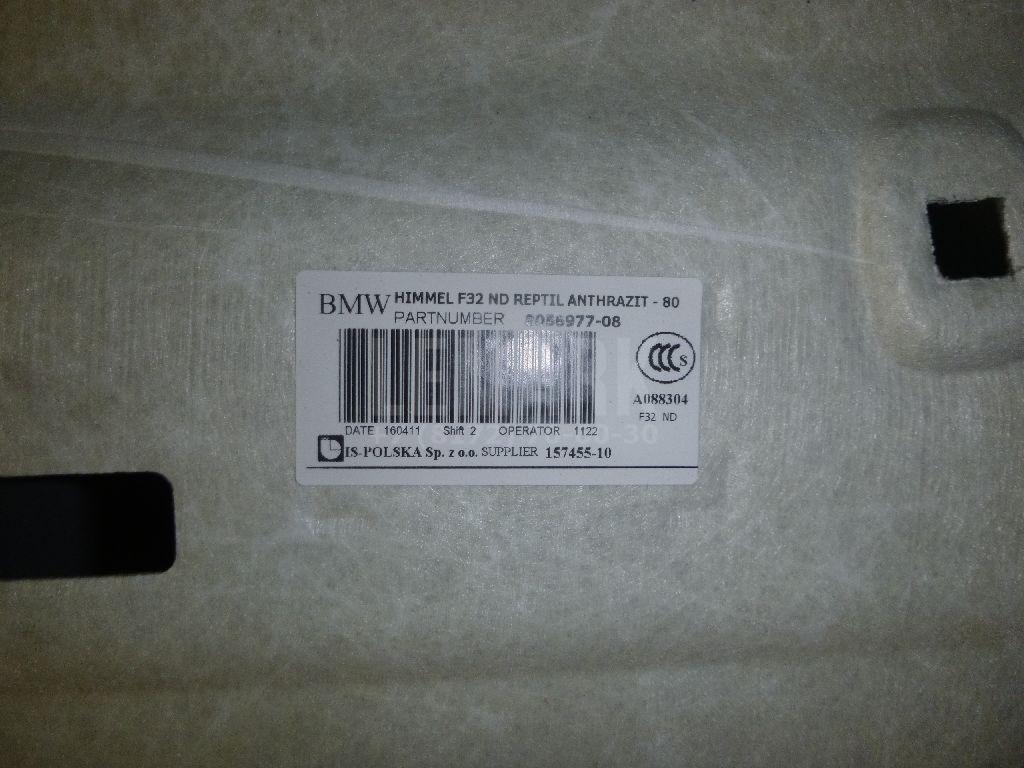 BMW HIMMEL F32 ND REPTIL ANTHRAZIT - 80
PARTNUMBER
CCC S
A088304
F32 ND
DATE 160411 Shift 2 OPERATOR 1122
IS-POLSKA Sp. z o.o. SUPPLIER 157455-10